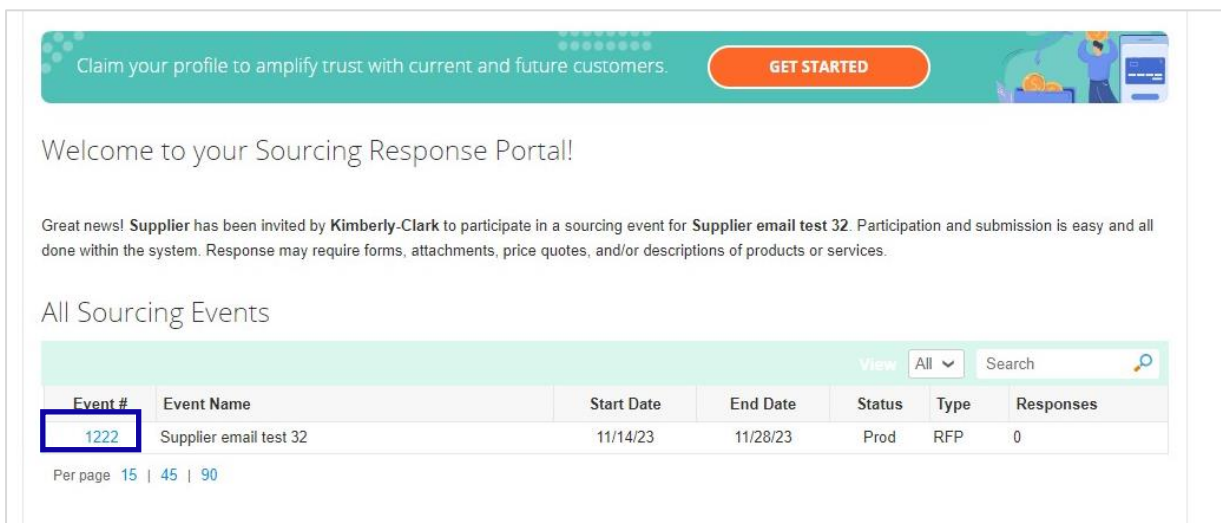 Claim your profile to amplify trust with current and future customers. GET STARTED
Welcome to your Sourcing Response Portal!
Great news! Supplier has been invited by Kimberly-Clark to participate in a sourcing event for Supplier email test 32. Participation and submission is easy and all
done within the system. Response may require forms, attachments, price quotes, and/or descriptions of products or services.
All Sourcing Events
View All Search
Event # Event Name Start Date End Date Status Type Responses
1222 Supplier email test 32 11/14/23 11/28/23 Prod RFP 0
Per page 15 | 45 | 90